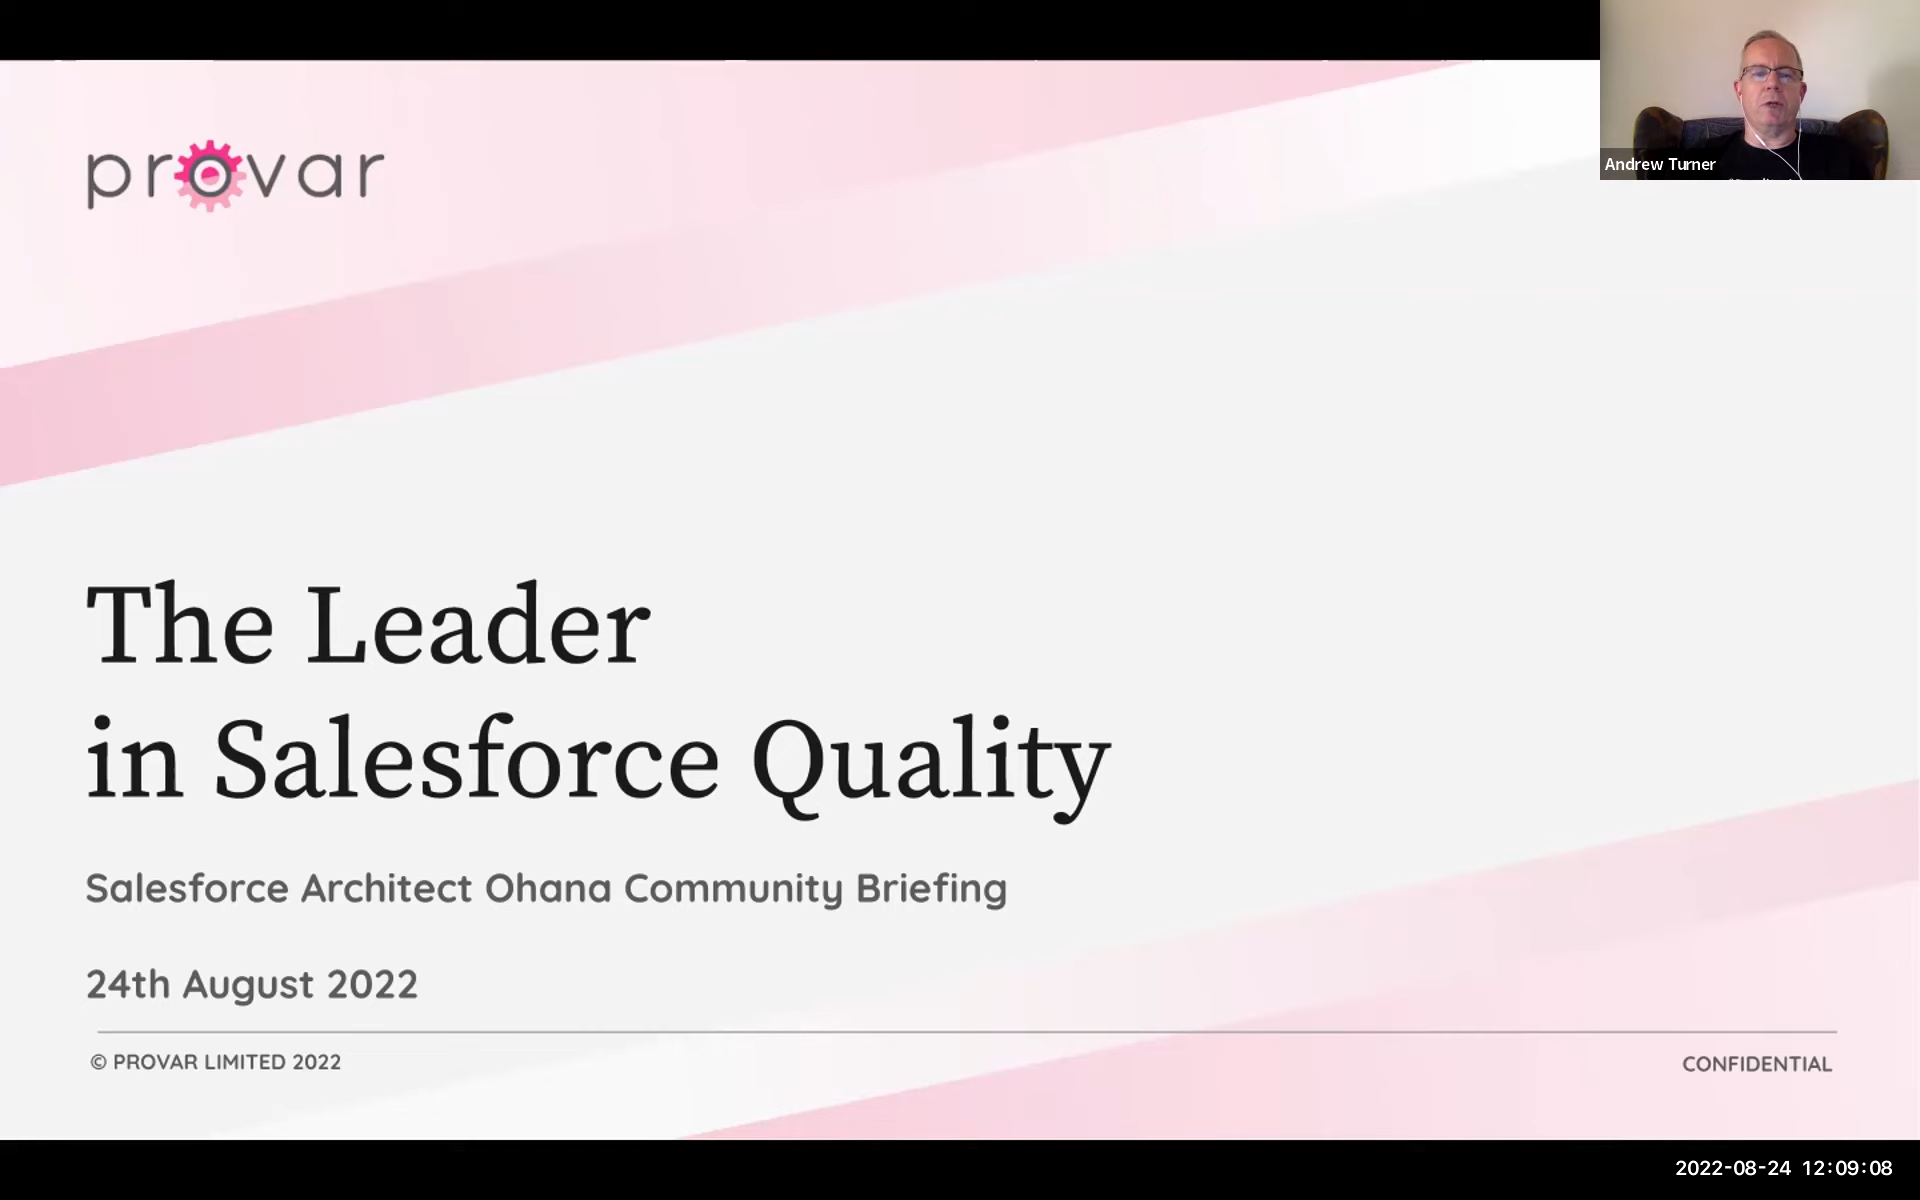 provar
Andrew Turner
The Leader
in Salesforce Quality
Salesforce Architect Ohana Community Briefing
24th August 2022
© PROVAR LIMITED 2022
CONFIDENTIAL
2022-08-24 12:09:08